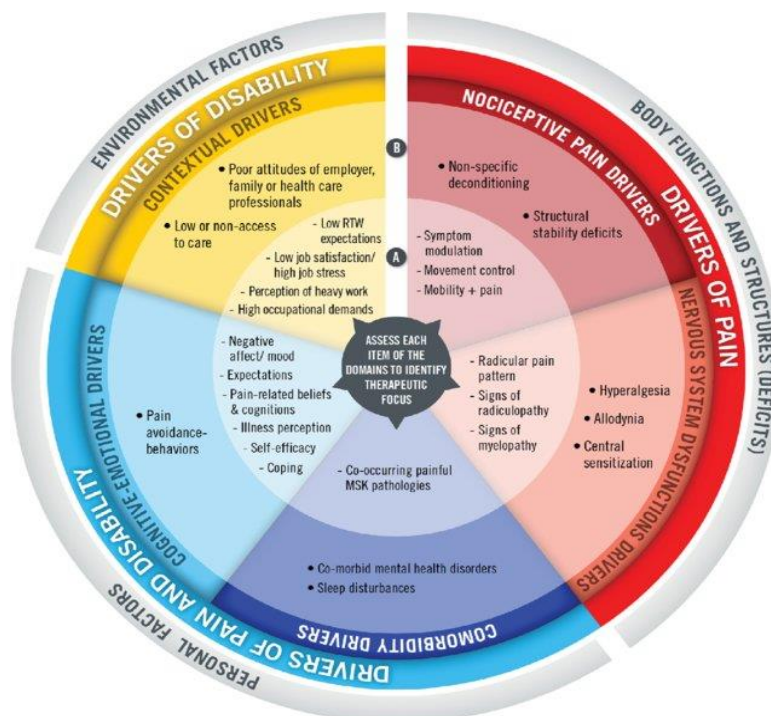 ENVIRONMENTAL FACTORS
DRIVERS OF DISABILITY
CONTEXTUAL DRIVERS
• Poor attitudes of employer,
family or health care
professionals
• Low or non-access
to care
- Low RTW
expectations
- Low job satisfaction/
high job stress
- Perception of heavy work
- High occupational demands
B
A
BODY FUNCTIONS AND STRUCTURES (DEFICITS)
DRIVERS OF PAIN
NOCICEPTIVE PAIN DRIVERS
• Non-specific
deconditioning
• Structural
stability deficits
- Symptom
modulation
- Movement control
- Mobility + pain
NERVOUS SYSTEM DYSFUNCTIONS DRIVERS
- Radicular pain
pattern
- Signs of
radiculopathy
- Signs of
myelopathy
• Hyperalgesia
• Allodynia
• Central
sensitization
ASSESS EACH
ITEM OF THE
DOMAINS TO IDENTIFY
THERAPEUTIC
FOCUS
- Negative
affect/ mood
- Expectations
- Pain-related beliefs
& cognitions
- Illness perception
- Self-efficacy
- Coping
• Pain
avoidance-
behaviors
COGNITIVE-EMOTIONAL DRIVERS
- Co-occurring painful
MSK pathologies
• Co-morbid mental health disorders
• Sleep disturbances
COMORBIDITY DRIVERS
DRIVERS OF PAIN AND DISABILITY
PERSONAL FACTORS